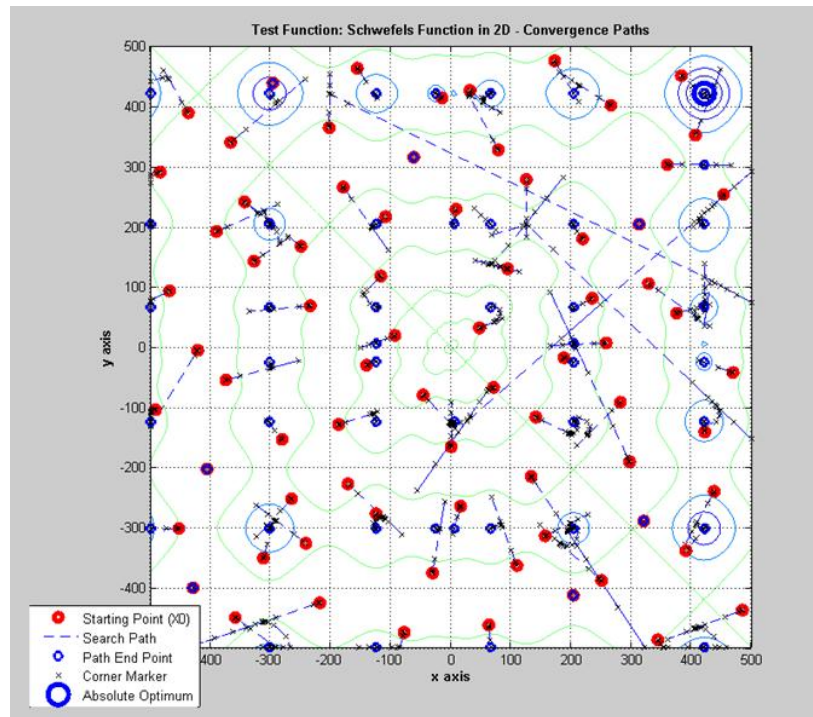 Test Function: Schwefels Function in 2D - Convergence Paths
500
400
300
200
100
0
-100
-200
-300
-400
y axis
400 -300 -200 -100 0 100 200 300 400 500
x axis
Starting Point (X0)
Search Path
Path End Point
Corner Marker
Absolute Optimum